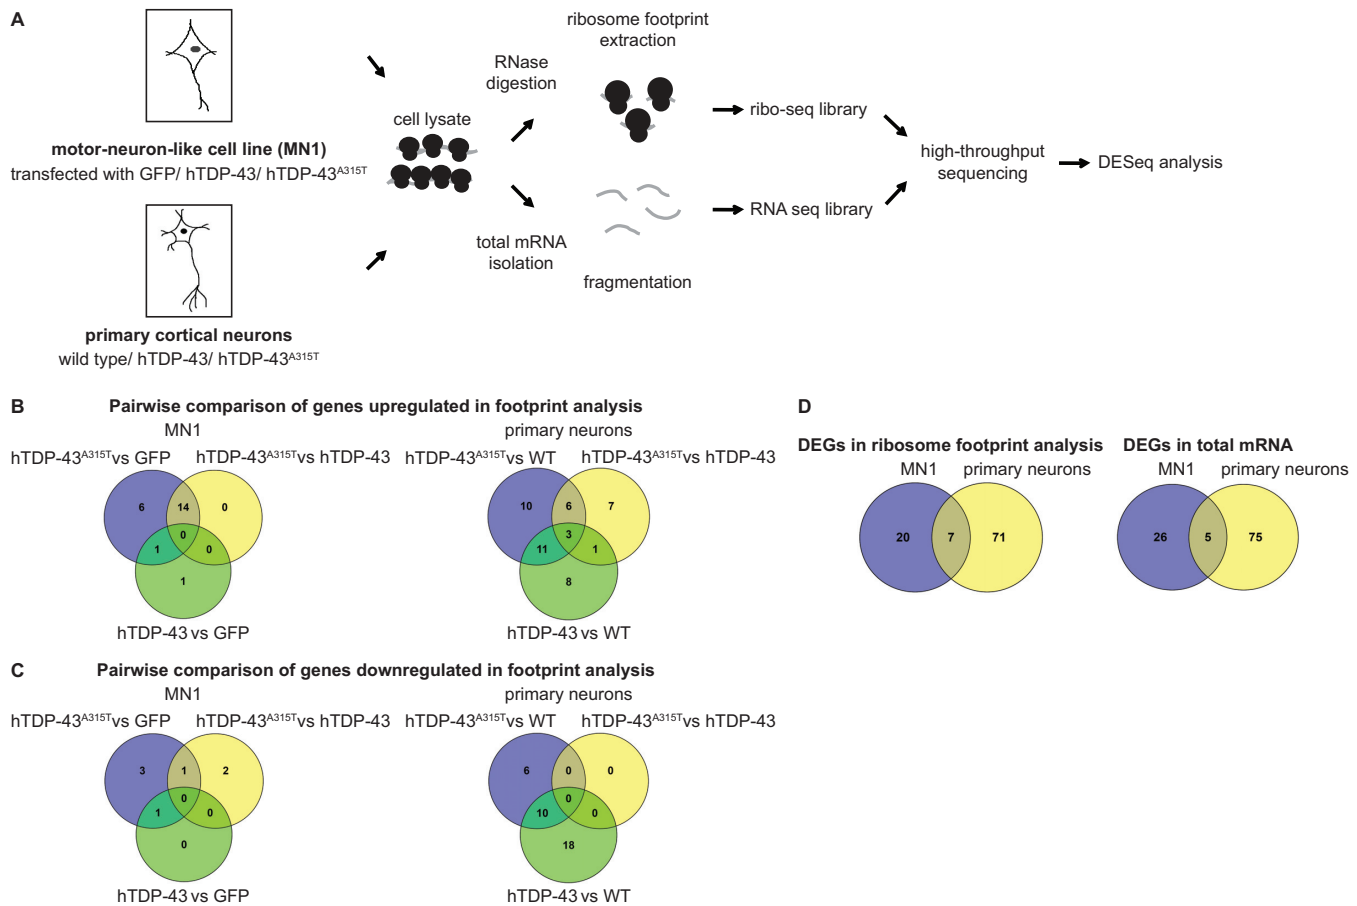 A
motor-neuron-like cell line (MN1)
transfected with GFP/ hTDP-43/ hTDP-43A315T
primary cortical neurons
wild type/ hTDP-43/ hTDP-43A315T
cell lysate
RNase
digestion
total mRNA
isolation
ribosome footprint
extraction
fragmentation
ribo-seq library
RNA seq library
high-throughput
sequencing
DESeq analysis
B
Pairwise comparison of genes upregulated in footprint analysis
MN1
hTDP-43A315T vs GFP
hTDP-43A315T vs hTDP-43
6
14
0
0
1
0
1
hTDP-43 vs GFP
primary neurons
hTDP-43A315T vs WT
hTDP-43A315T vs hTDP-43
10
6
7
3
11
1
8
hTDP-43 vs WT
C
Pairwise comparison of genes downregulated in footprint analysis
MN1
hTDP-43A315T vs GFP
hTDP-43A315T vs hTDP-43
3
1
2
0
1
0
0
hTDP-43 vs GFP
primary neurons
hTDP-43A315T vs WT
hTDP-43A315T vs hTDP-43
6
0
0
0
10
0
18
hTDP-43 vs WT
D
DEGs in ribosome footprint analysis
MN1
primary neurons
20
7
71
DEGs in total mRNA
MN1
primary neurons
26
5
75